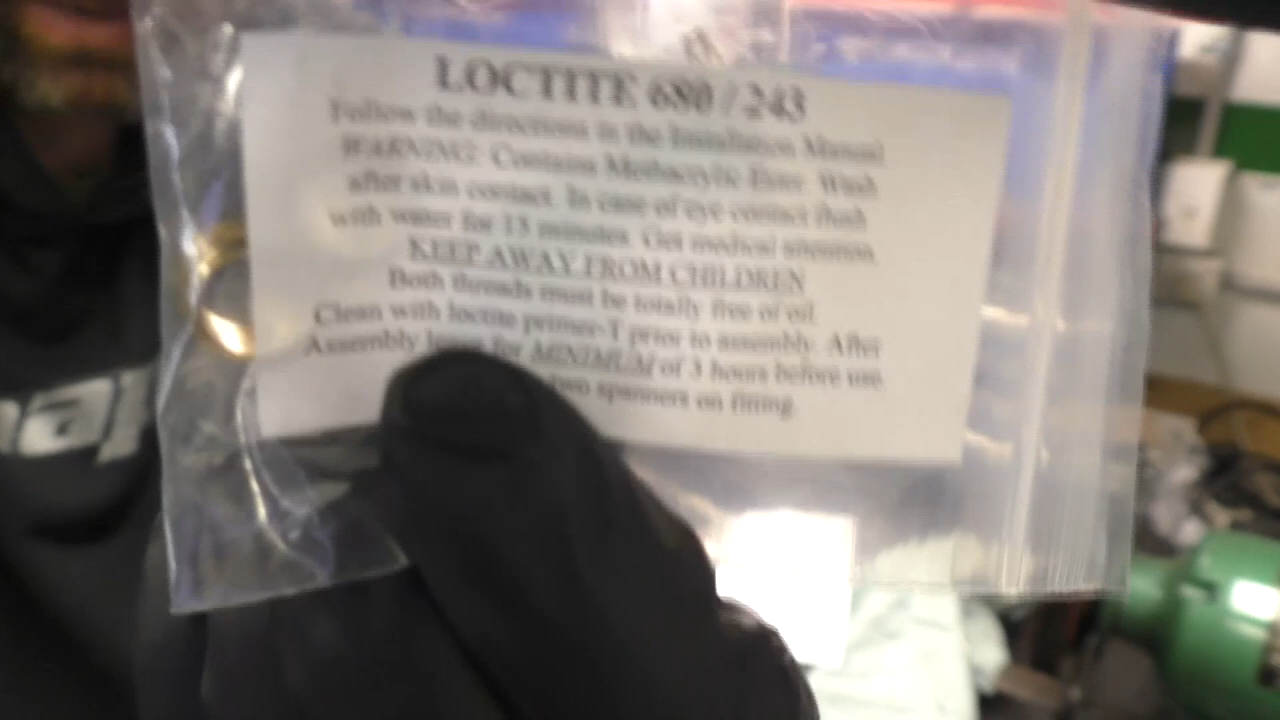 LOCTITE 680 / 243
Follow the directions in the Installation Manual
WARNING: Contains Methacrylic Ester. Wash
after skin contact. In case of eye contact flush
with water for 15 minutes. Get medical attention.
KEEP AWAY FROM CHILDREN
Both threads must be totally free of oil.
Clean with loctite primer-T prior to assembly. After
Assembly for MINIMUM of 3 hours before use.
two spanners on fitting.